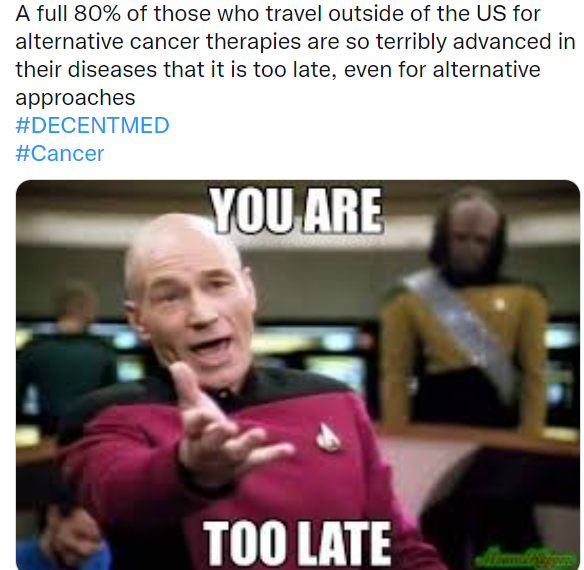 A full 80% of those who travel outside of the US for
alternative cancer therapies are so terribly advanced in
their diseases that it is too late, even for alternative
approaches
#DECENTMED
#Cancer
YOU ARE
TOO LATE